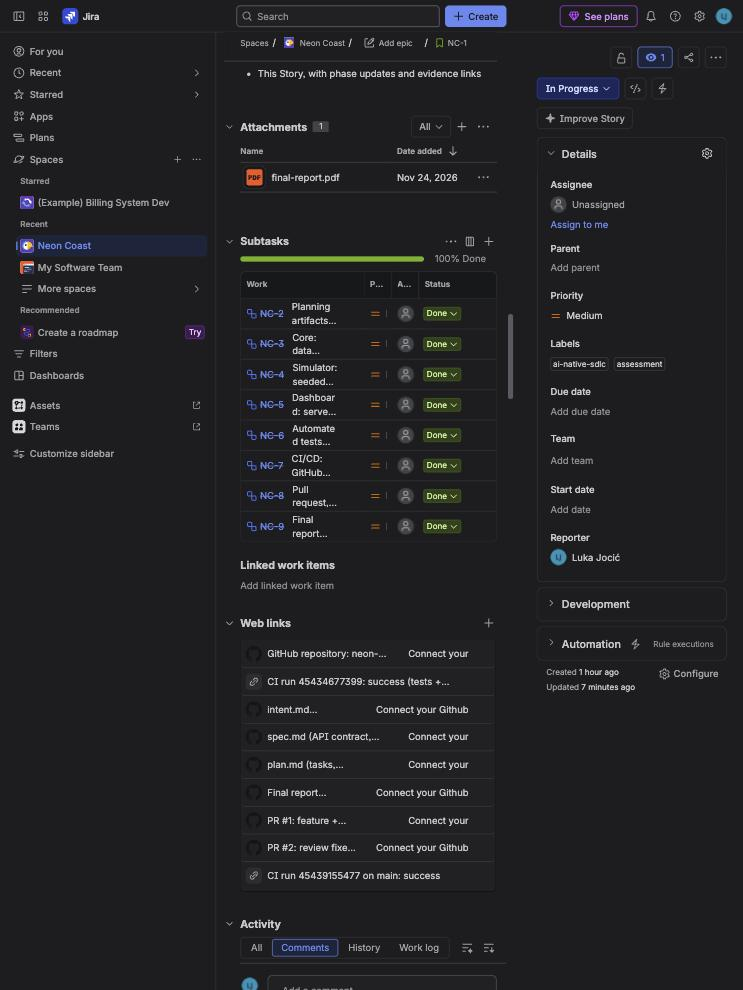 Jira
Search
+ Create
See plans
LJ
For you
Recent
Starred
Apps
Plans
Spaces
Starred
(Example) Billing System Dev
Recent
Neon Coast
My Software Team
More spaces
Recommended
Create a roadmap
Try
Filters
Dashboards
Assets
Teams
Customize sidebar
Spaces / Neon Coast / Add epic / NC-1
• This Story, with phase updates and evidence links
Attachments 1
All
Name Date added
PDF final-report.pdf Nov 24, 2026
Subtasks
100% Done
Work P... A... Status
NC-2 Planning artifacts... Done
NC-3 Core: data... Done
NC-4 Simulator: seeded... Done
NC-5 Dashboar d: serve... Done
NC-6 Automate d tests... Done
NC-7 CI/CD: GitHub... Done
NC-8 Pull request,... Done
NC-9 Final report... Done
Linked work items
Add linked work item
Web links
GitHub repository: neon-... Connect your
CI run 45434677399: success (tests +...
intent.md... Connect your Github
spec.md (API contract,... Connect your
plan.md (tasks,... Connect your
Final report... Connect your Github
PR #1: feature +... Connect your
PR #2: review fixe... Connect your Github
CI run 45439155477 on main: success
Activity
All Comments History Work log
LJ
Add a comment
1
In Progress
Improve Story
Details
Assignee
Unassigned
Assign to me
Parent
Add parent
Priority
Medium
Labels
ai-native-sdlc assessment
Due date
Add due date
Team
Add team
Start date
Add date
Reporter
LJ Luka Jocić
Development
Automation Rule executions
Created 1 hour ago
Updated 7 minutes ago
Configure